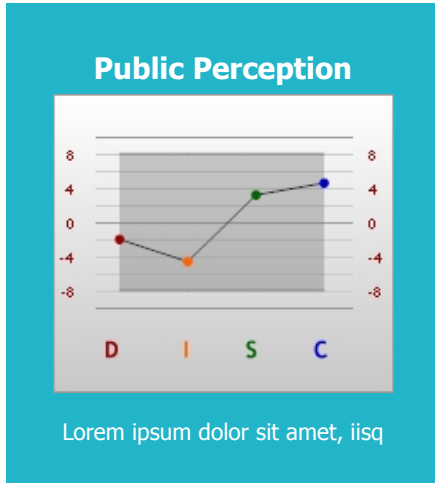 Public Perception
8 8
4 4
0 0
-4 -4
-8 -8
D I S C
Lorem ipsum dolor sit amet, iisq